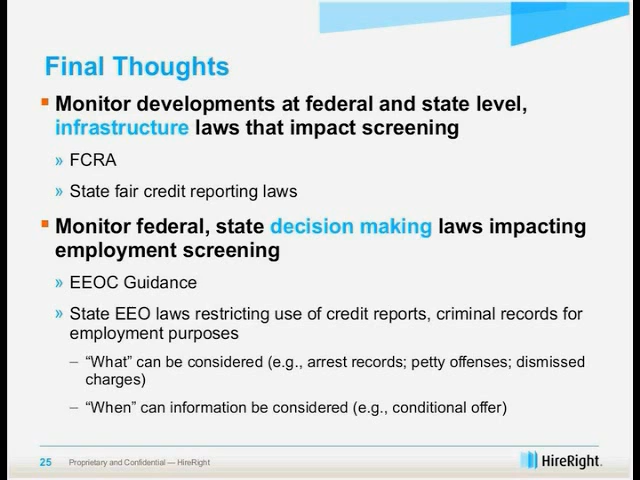 Final Thoughts
▪ Monitor developments at federal and state level,
infrastructure laws that impact screening
» FCRA
» State fair credit reporting laws
▪ Monitor federal, state decision making laws impacting
employment screening
» EEOC Guidance
» State EEO laws restricting use of credit reports, criminal records for
employment purposes
– “What” can be considered (e.g., arrest records; petty offenses; dismissed
charges)
– “When” can information be considered (e.g., conditional offer)
25 Proprietary and Confidential — HireRight
HireRight.